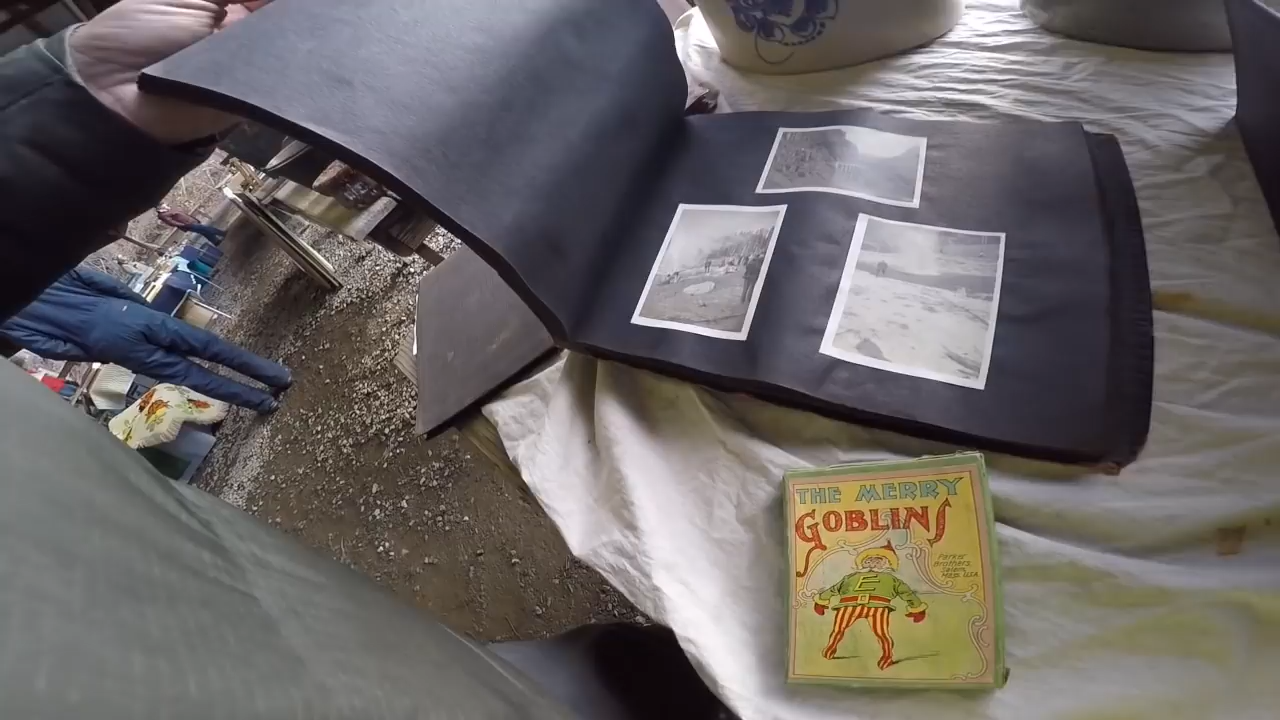 THE MERRY
GOBLINS
Parker
Brothers.
Salem,
Mass. U.S.A.
E